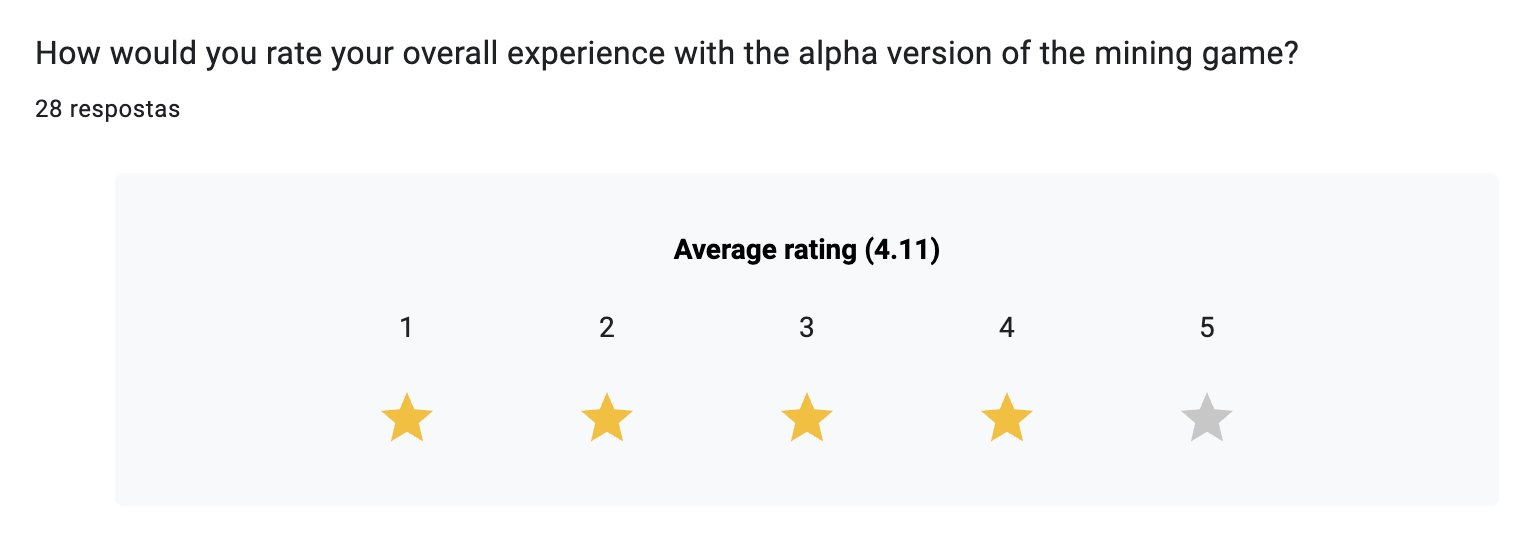 How would you rate your overall experience with the alpha version of the mining game?
28 respostas
Average rating (4.11)
1 2 3 4 5